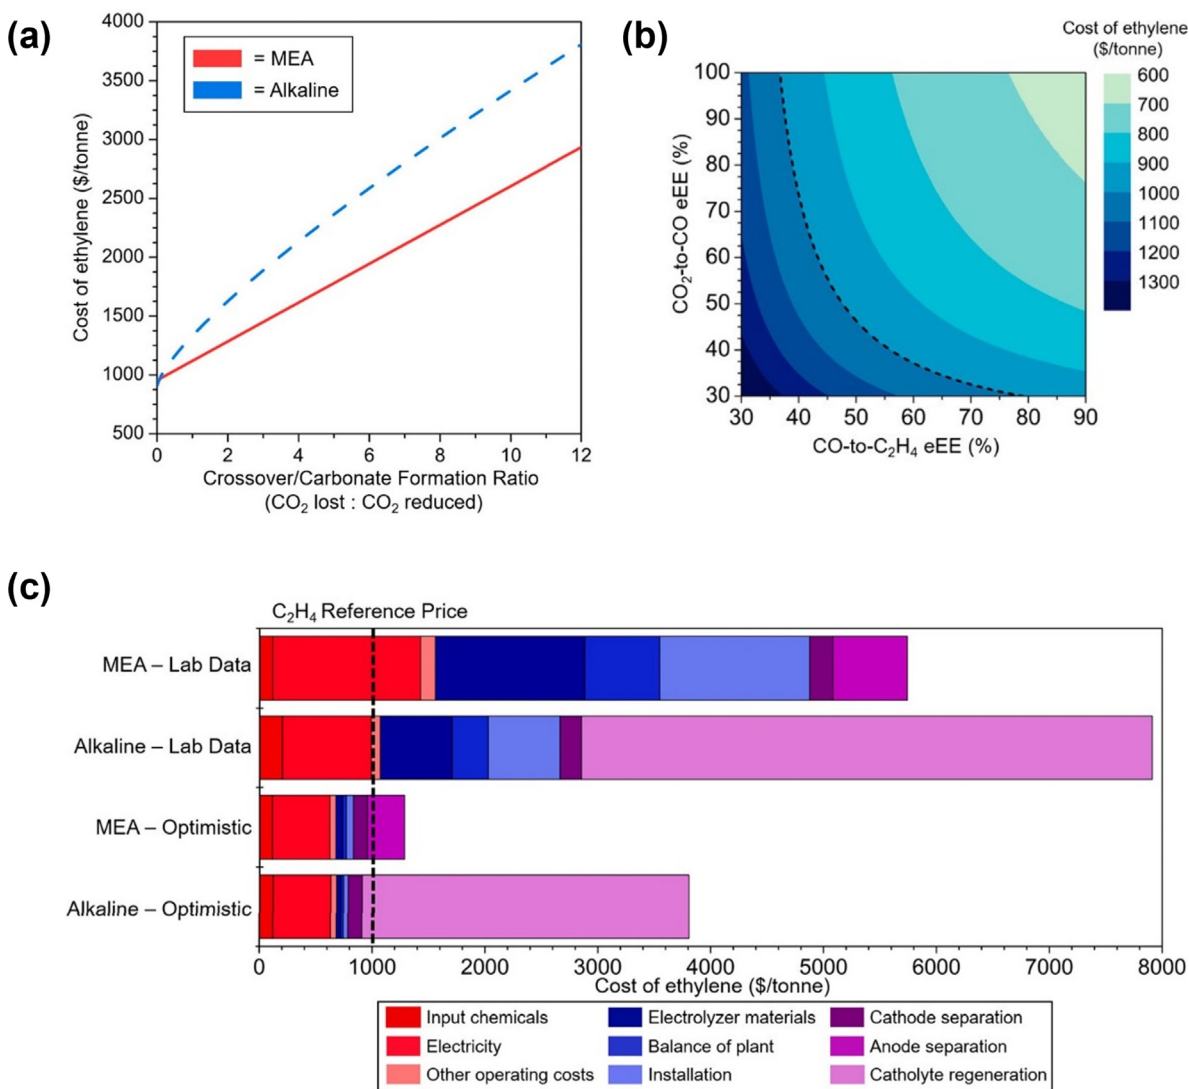 (a)
4000
3500
3000
2500
2000
1500
1000
500
Cost of ethylene ($/tonne)
= MEA
= Alkaline
0 2 4 6 8 10 12
Crossover/Carbonate Formation Ratio
(CO₂ lost : CO₂ reduced)
(b)
Cost of ethylene
($/tonne)
100
90
80
70
60
50
40
30
CO₂-to-CO eEE (%)
30 40 50 60 70 80 90
CO-to-C₂H₄ eEE (%)
600
700
800
900
1000
1100
1200
1300
(c)
C₂H₄ Reference Price
MEA – Lab Data
Alkaline – Lab Data
MEA – Optimistic
Alkaline – Optimistic
0 1000 2000 3000 4000 5000 6000 7000 8000
Cost of ethylene ($/tonne)
Input chemicals
Electrolyzer materials
Cathode separation
Electricity
Balance of plant
Anode separation
Other operating costs
Installation
Catholyte regeneration